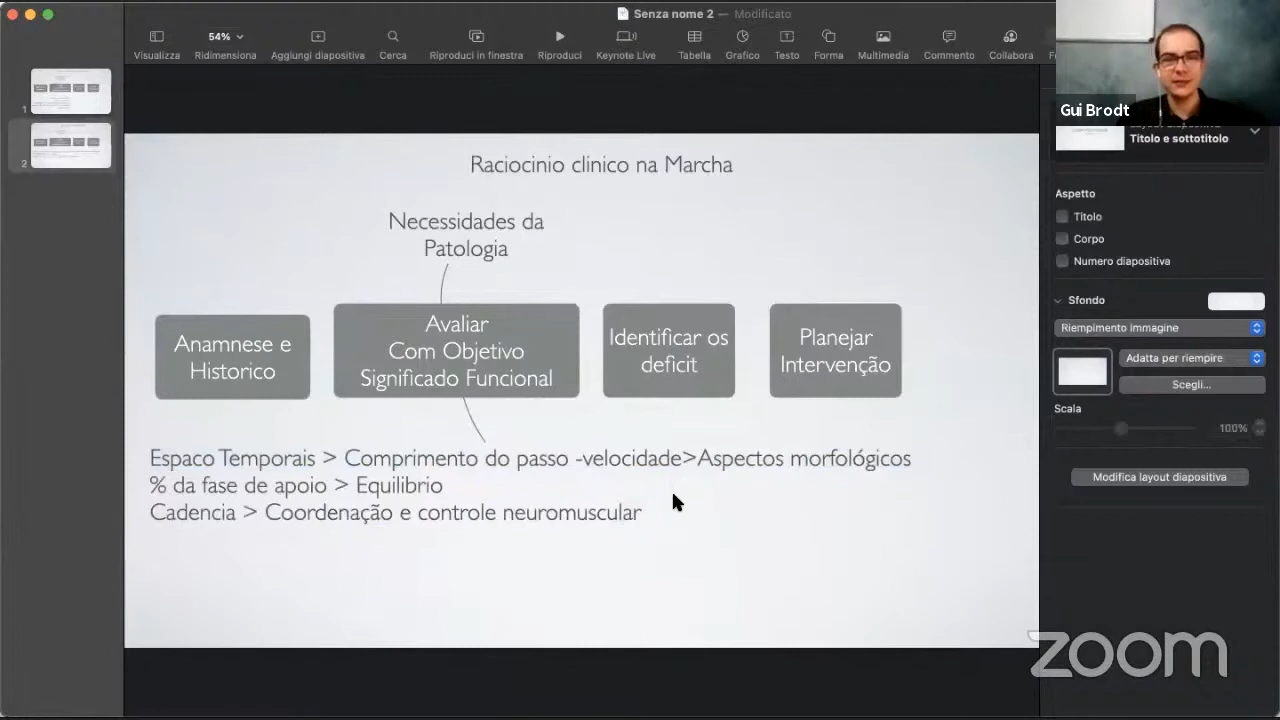 Senza nome 2 — Modificato
54%
Visualizza Ridimensiona Aggiungi diapositiva Cerca Riproduci in finestra Riproduci Keynote Live Tabella Grafico Testo Forma Multimedia Commento Collabora
Gui Brodt
1
2
Raciocinio clinico na Marcha
Necessidades da
Patologia
Anamnese e
Historico
Avaliar
Com Objetivo
Significado Funcional
Identificar os
deficit
Planejar
Intervenção
Espaco Temporais > Comprimento do passo -velocidade>Aspectos morfológicos
% da fase de apoio > Equilibrio
Cadencia > Coordenação e controle neuromuscular
Titolo e sottotitolo
Aspetto
Titolo
Corpo
Numero diapositiva
Sfondo
Riempimento immagine
Adatta per riempire
Scegli...
Scala
100%
Modifica layout diapositiva
zoom